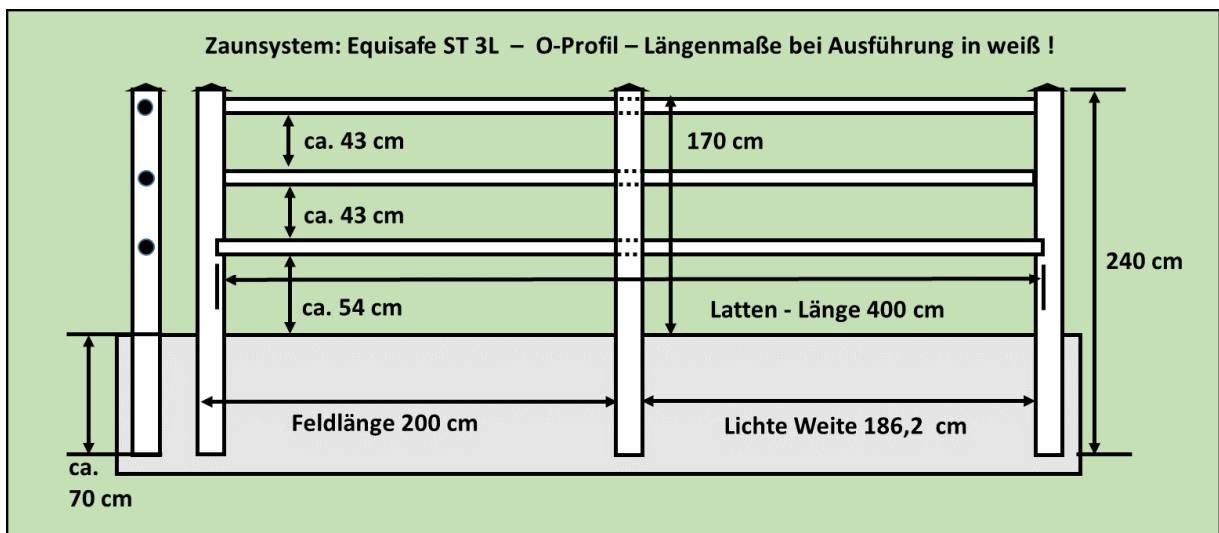 Zaunsystem: Equisafe ST 3L – O-Profil – Längenmaße bei Ausführung in weiß !
ca. 43 cm
170 cm
ca. 43 cm
240 cm
ca. 54 cm
Latten - Länge 400 cm
Feldlänge 200 cm
Lichte Weite 186,2 cm
ca.
70 cm